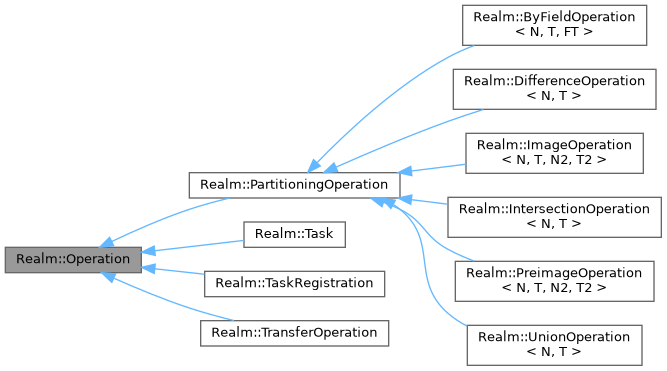 Realm::ByFieldOperation
< N, T, FT >
Realm::DifferenceOperation
< N, T >
Realm::ImageOperation
< N, T, N2, T2 >
Realm::PartitioningOperation
Realm::IntersectionOperation
< N, T >
Realm::Task
Realm::Operation
Realm::PreimageOperation
< N, T, N2, T2 >
Realm::TaskRegistration
Realm::TransferOperation
Realm::UnionOperation
< N, T >